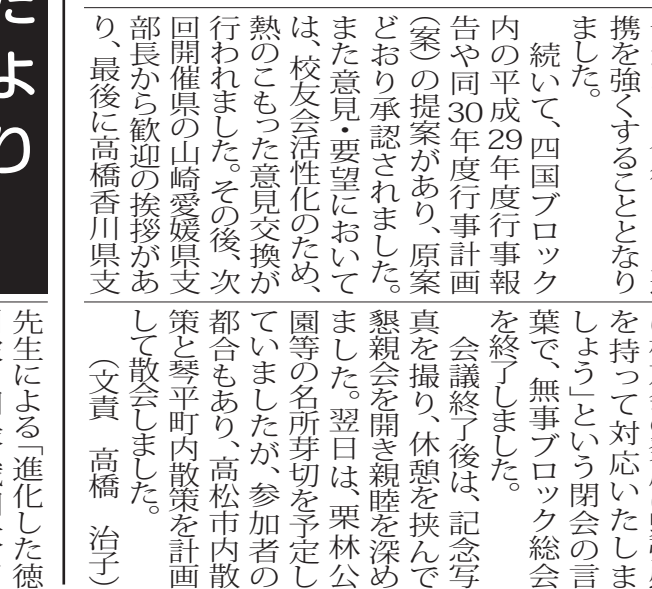 携を強くすることとなり
ました。
　続いて、四国ブロック
内の平成29年度行事報
告や同30年度行事計画
（案）の提案があり、原案
どおり承認されました。
また意見・要望において
は、校友会活性化のため、
熱のこもった意見交換が
行われました。その後、次
回開催県の山崎愛媛県支
部長から歓迎の挨拶があ
り、最後に高橋香川県支
を持って対応いたしま
しょう」という閉会の言
葉で、無事ブロック総会
を終了しました。
　会議終了後は、記念写
真を撮り、休憩を挟んで
懇親会を開き親睦を深め
ました。翌日は、栗林公
園等の名所芽切を予定し
ていましたが、参加者の
都合もあり、高松市内散
策と琴平町内散策を計画
して散会しました。
（文責　高橋　治子）
より
先生による「進化した徳